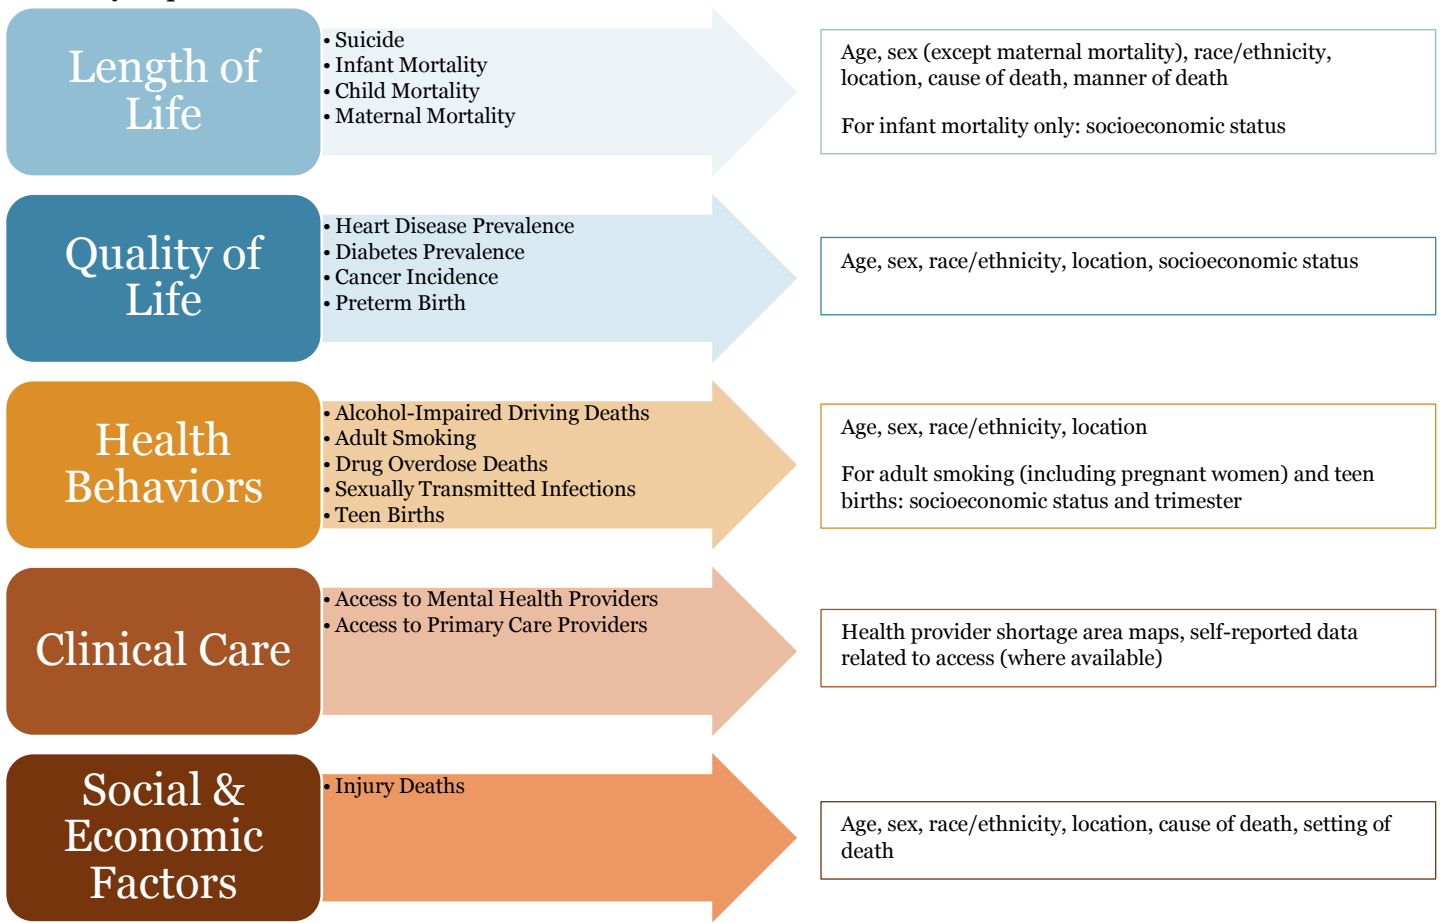 Length of
Life
• Suicide
• Infant Mortality
• Child Mortality
• Maternal Mortality
Age, sex (except maternal mortality), race/ethnicity,
location, cause of death, manner of death
For infant mortality only: socioeconomic status
Quality of
Life
• Heart Disease Prevalence
• Diabetes Prevalence
• Cancer Incidence
• Preterm Birth
Age, sex, race/ethnicity, location, socioeconomic status
Health
Behaviors
• Alcohol-Impaired Driving Deaths
• Adult Smoking
• Drug Overdose Deaths
• Sexually Transmitted Infections
• Teen Births
Age, sex, race/ethnicity, location
For adult smoking (including pregnant women) and teen
births: socioeconomic status and trimester
Clinical Care
• Access to Mental Health Providers
• Access to Primary Care Providers
Health provider shortage area maps, self-reported data
related to access (where available)
Social &
Economic
Factors
• Injury Deaths
Age, sex, race/ethnicity, location, cause of death, setting of
death